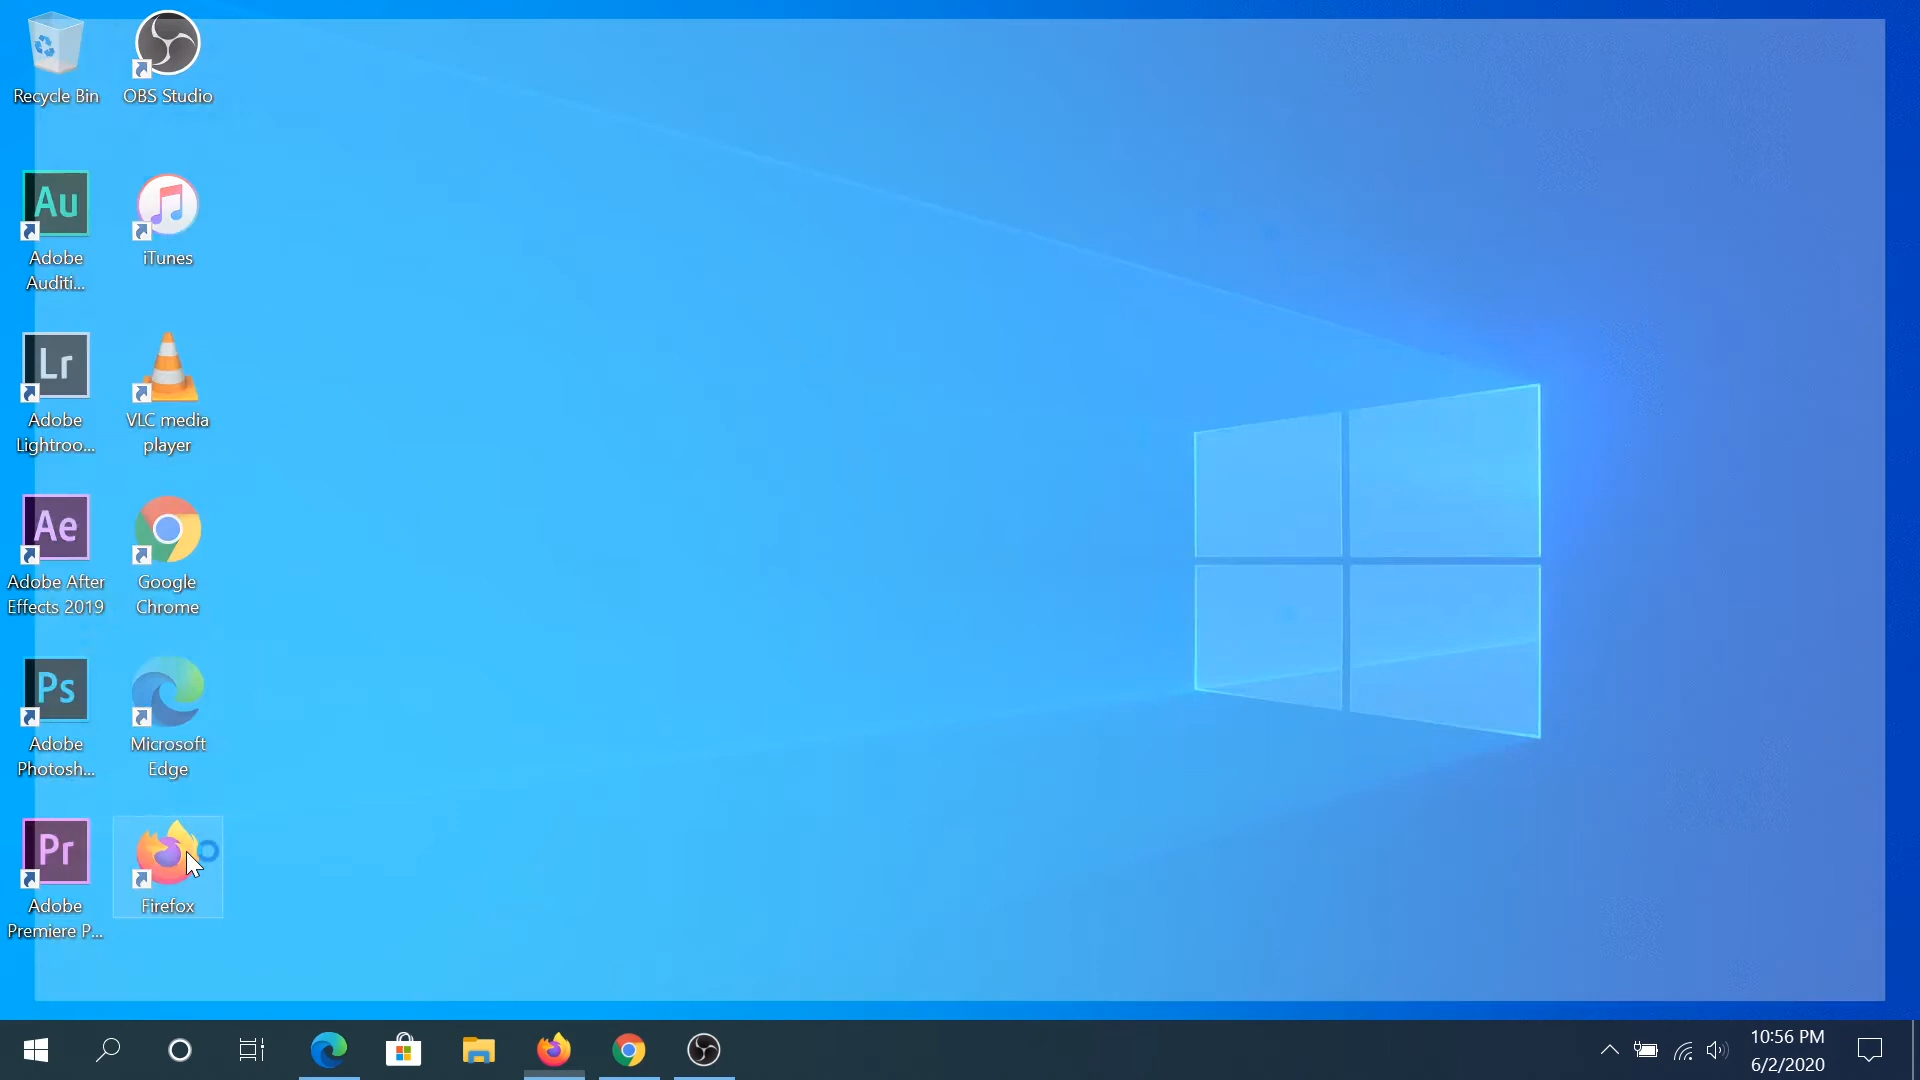 Recycle Bin
OBS Studio
Au
Adobe
Auditi...
iTunes
Lr
Adobe
Lightroo...
VLC media
player
Ae
Adobe After
Effects 2019
Google
Chrome
Ps
Adobe
Photosh...
Microsoft
Edge
Pr
Adobe
Premiere P...
Firefox
10:56 PM
6/2/2020